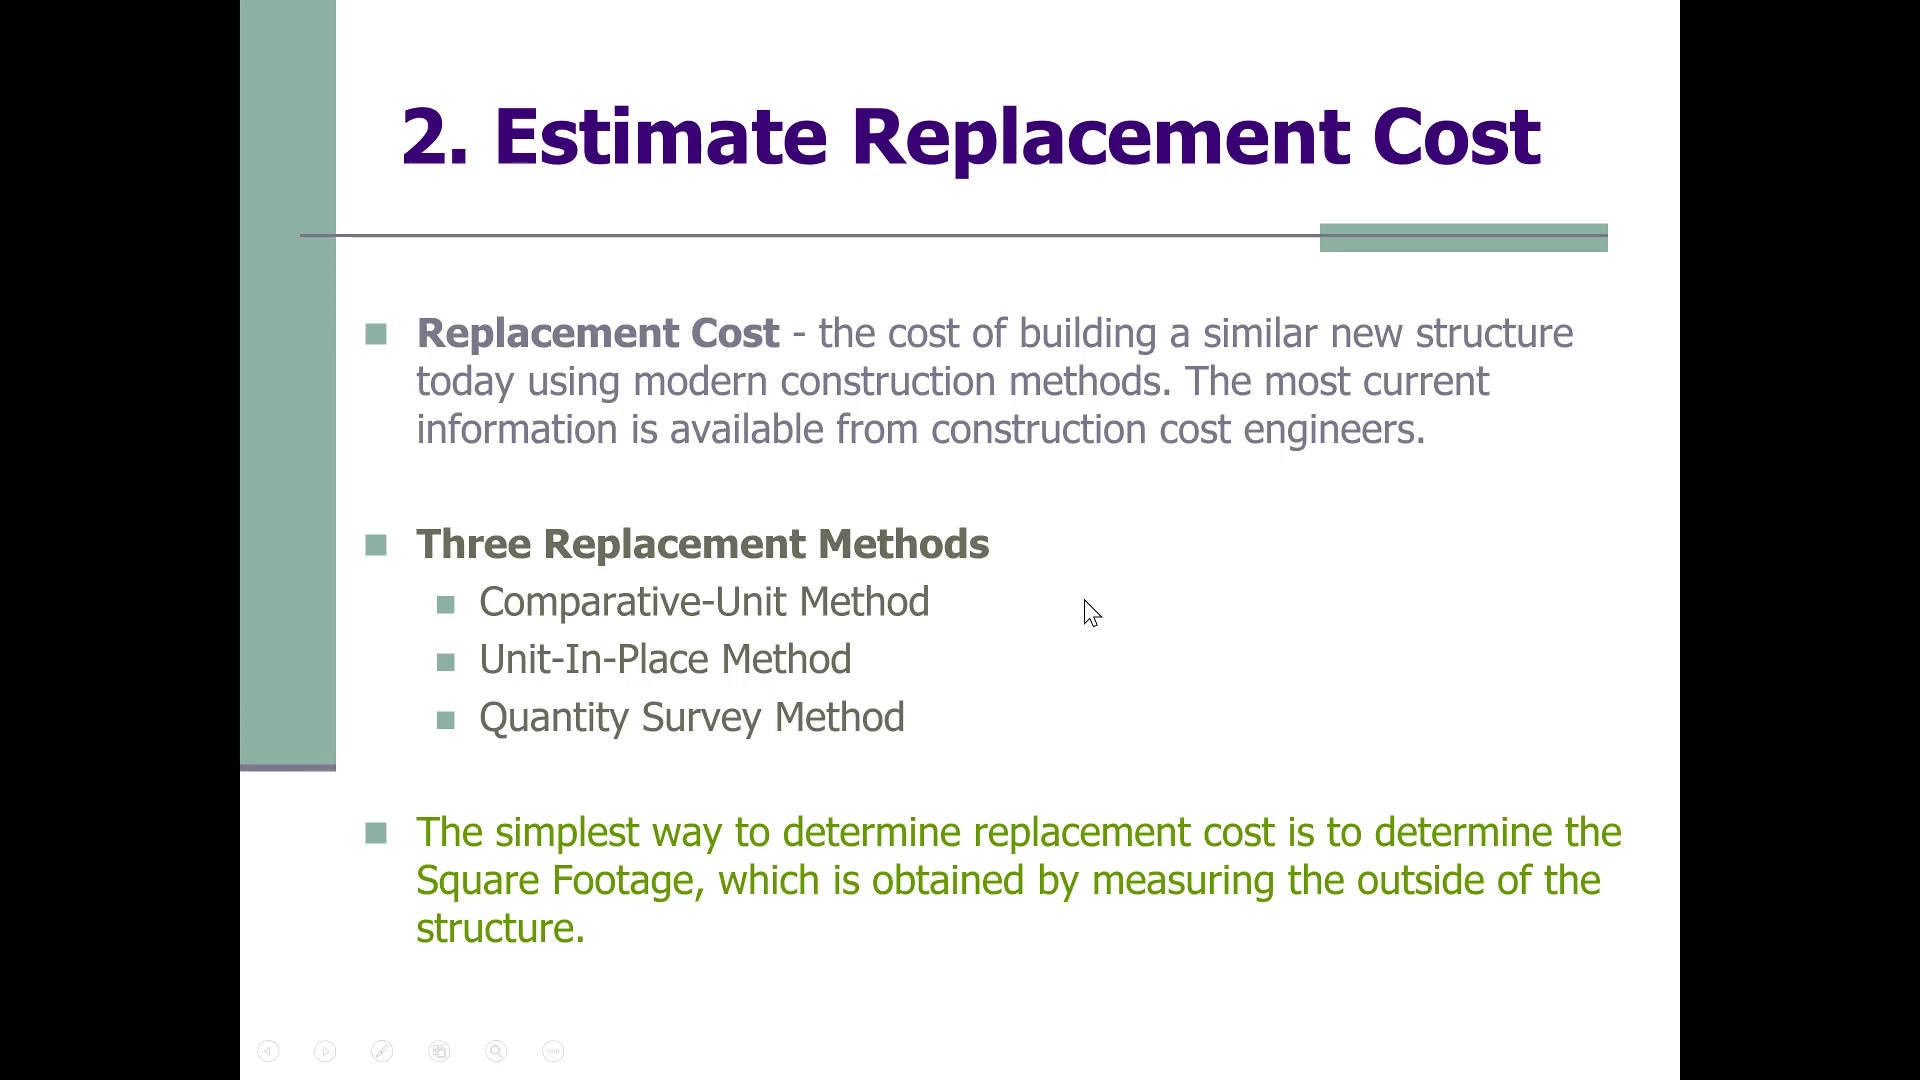 2. Estimate Replacement Cost
Replacement Cost - the cost of building a similar new structure
today using modern construction methods. The most current
information is available from construction cost engineers.
Three Replacement Methods
Comparative-Unit Method
Unit-In-Place Method
Quantity Survey Method
The simplest way to determine replacement cost is to determine the
Square Footage, which is obtained by measuring the outside of the
structure.